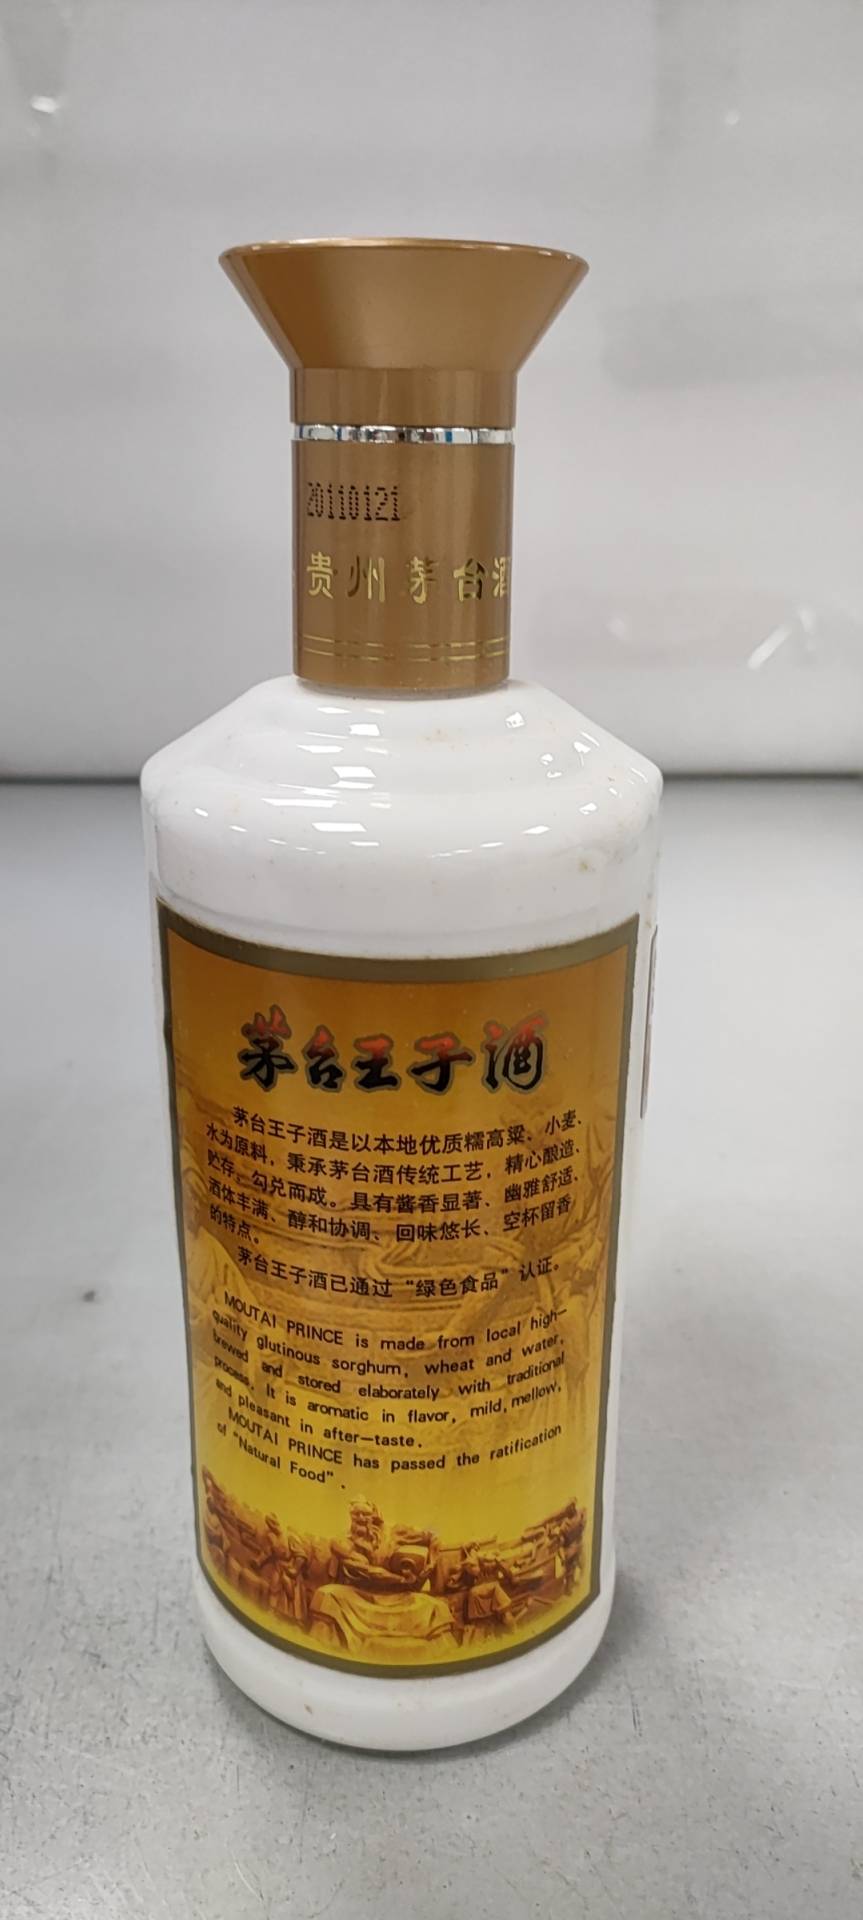 20110121
贵州茅台酒
茅台王子酒
茅台王子酒是以本地优质糯高粱、小麦、
水为原料，秉承茅台酒传统工艺，精心酿造、
贮存，勾兑而成。具有酱香显著、幽雅舒适、
酒体丰满、醇和协调、回味悠长、空杯留香
的特点。
茅台王子酒已通过“绿色食品”认证。
MOUTAI PRINCE is made from local high-
quality glutinous sorghum, wheat and water,
brewed and stored elaborately with traditional
process. It is aromatic in flavor, mild, mellow,
and pleasant in after-taste.
MOUTAI PRINCE has passed the ratification
of "Natural Food".